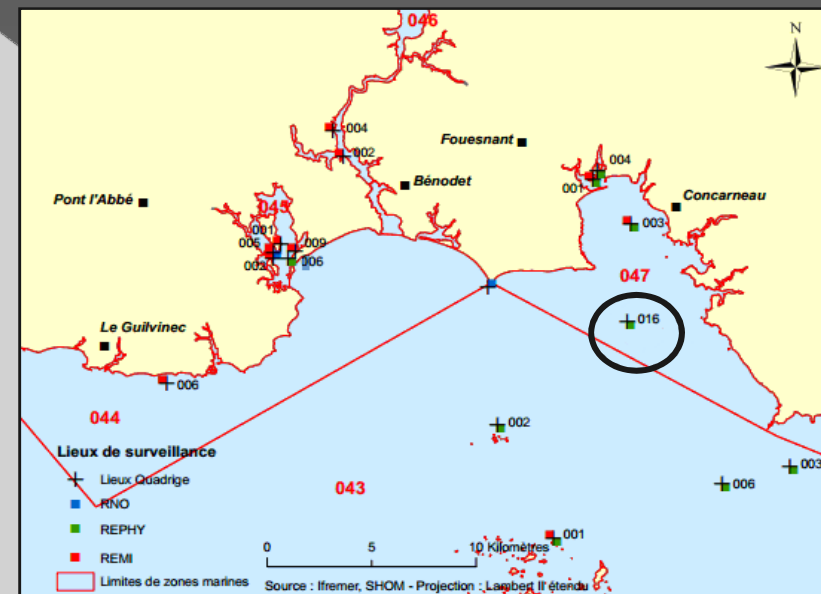 046
N
004
Fouesnant
002
004
Bénodet
001
Concarneau
Pont l'Abbé
045
001
005
009
003
002
006
047
016
Le Guilvinec
006
044
002
Lieux de surveillance
003
Lieux Quadrige
043
006
RNO
REPHY
001
0 5 10 Kilomètres
REMI
Limites de zones marines
Source : Ifremer, SHOM - Projection : Lambert II étendu